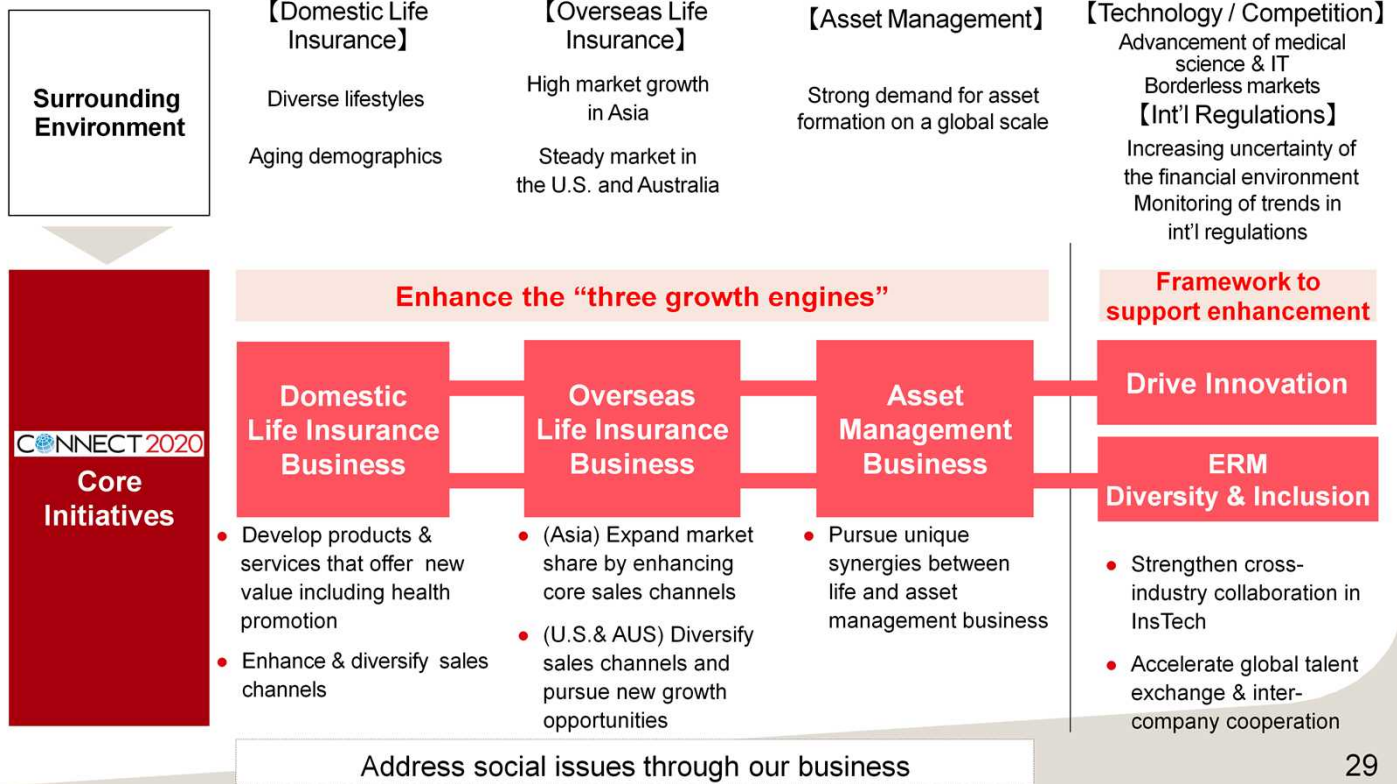 【Domestic Life
Insurance】
Diverse lifestyles
Aging demographics
【Overseas Life
Insurance】
High market growth
in Asia
Steady market in
the U.S. and Australia
【Asset Management】
Strong demand for asset
formation on a global scale
【Technology / Competition】
Advancement of medical
science & IT
Borderless markets
【Int'l Regulations】
Increasing uncertainty of
the financial environment
Monitoring of trends in
int'l regulations
Surrounding
Environment
CONNECT 2020
Core
Initiatives
Enhance the “three growth engines”
Framework to
support enhancement
Domestic
Life Insurance
Business
• Develop products &
services that offer new
value including health
promotion
• Enhance & diversify sales
channels
Overseas
Life Insurance
Business
• (Asia) Expand market
share by enhancing
core sales channels
• (U.S.& AUS) Diversify
sales channels and
pursue new growth
opportunities
Asset
Management
Business
• Pursue unique
synergies between
life and asset
management business
Drive Innovation
ERM
Diversity & Inclusion
• Strengthen cross-
industry collaboration in
InsTech
• Accelerate global talent
exchange & inter-
company cooperation
Address social issues through our business
29